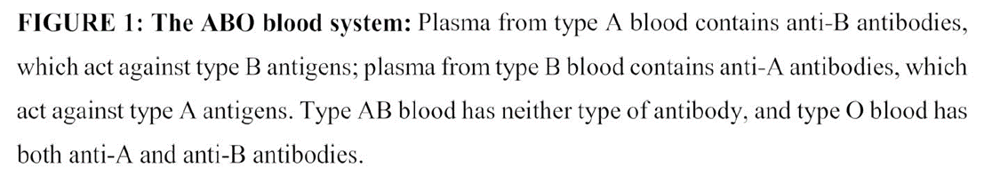 FIGURE 1: The ABO blood system: Plasma from type A blood contains anti-B antibodies,
which act against type B antigens; plasma from type B blood contains anti-A antibodies, which
act against type A antigens. Type AB blood has neither type of antibody, and type O blood has
both anti-A and anti-B antibodies.